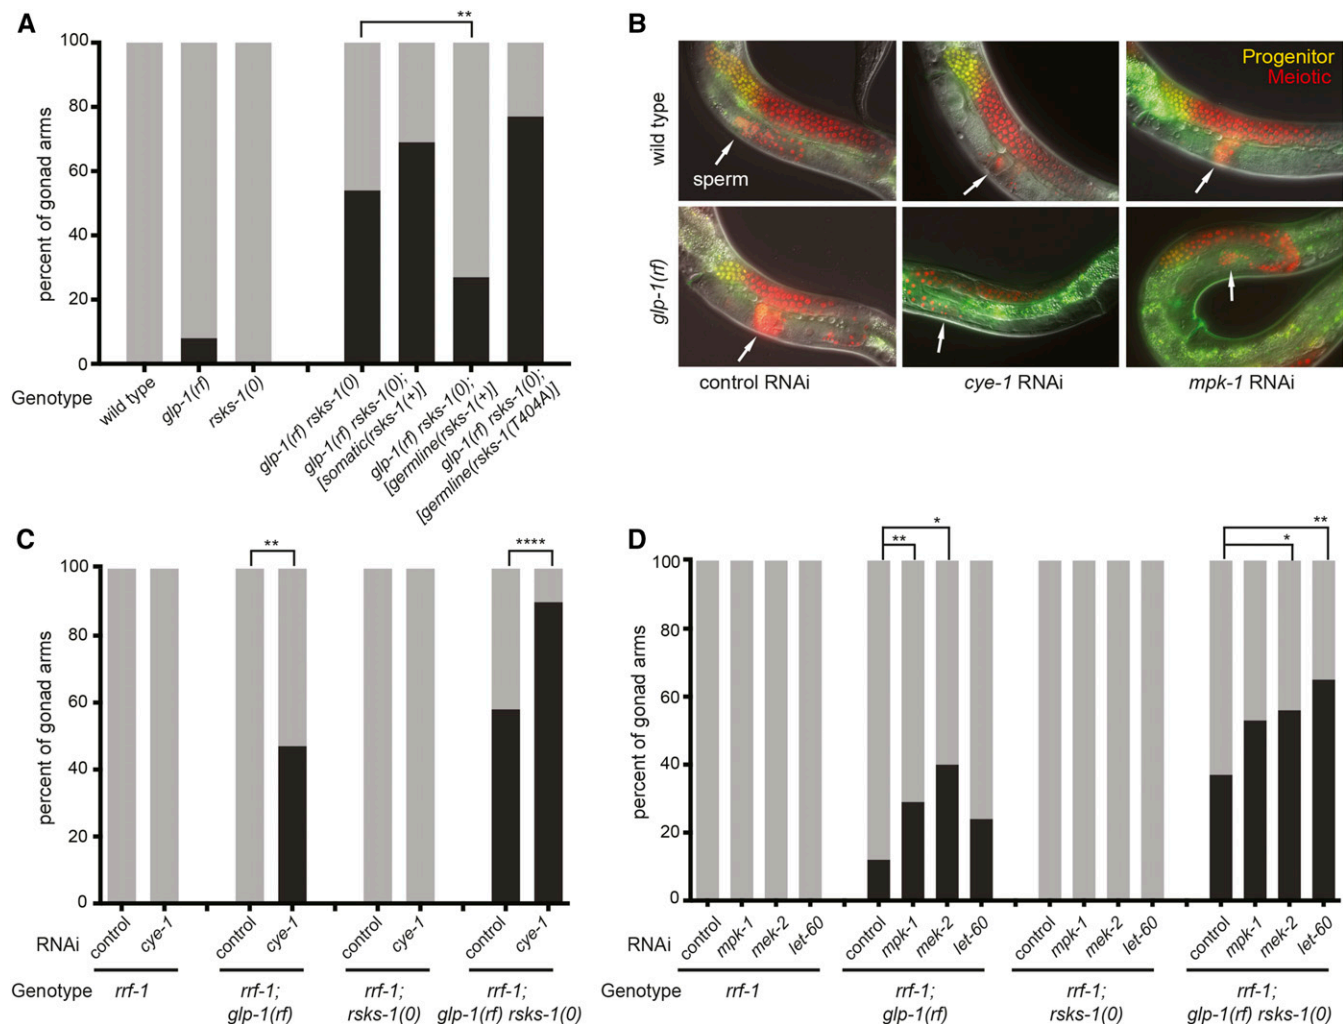 A
**
100
80
60
40
20
0
percent of gonad arms
Genotype
wild type
glp-1(rf)
rsks-1(0)
glp-1(rf) rsks-1(0)
glp-1(rf) rsks-1(0);
[somatic(rsks-1(+)]
glp-1(rf) rsks-1(0);
[germline(rsks-1(+)]
glp-1(rf) rsks-1(0);
[germline(rsks-1(T404A)]
B
Progenitor
Meiotic
wild type
sperm
glp-1(rf)
control RNAi
cye-1 RNAi
mpk-1 RNAi
C
**
****
100
80
60
40
20
0
percent of gonad arms
RNAi
control
cye-1
control
cye-1
control
cye-1
control
cye-1
Genotype
rrf-1
rrf-1;
glp-1(rf)
rrf-1;
rsks-1(0)
rrf-1;
glp-1(rf) rsks-1(0)
D
*
**
**
*
100
80
60
40
20
0
percent of gonad arms
RNAi
control
mpk-1
mek-2
let-60
control
mpk-1
mek-2
let-60
control
mpk-1
mek-2
let-60
control
mpk-1
mek-2
let-60
Genotype
rrf-1
rrf-1;
glp-1(rf)
rrf-1;
rsks-1(0)
rrf-1;
glp-1(rf) rsks-1(0)